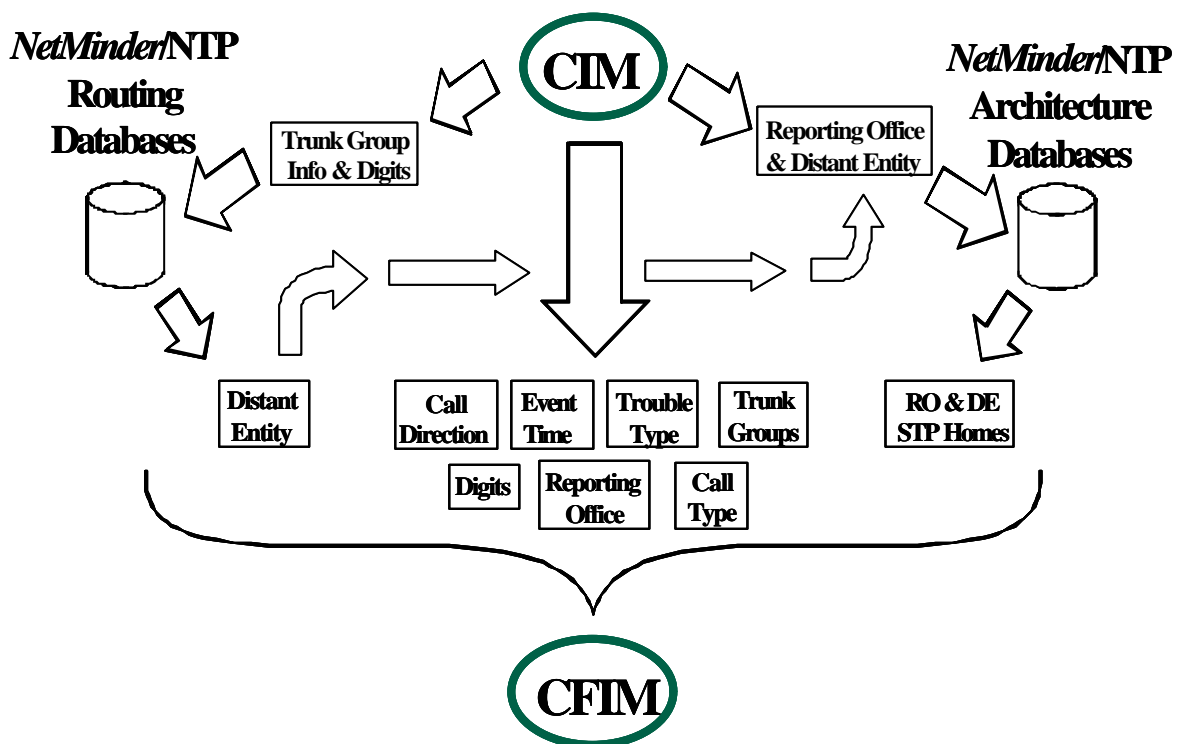 NetMinder/NTP
Routing
Databases
CIM
NetMinder/NTP
Architecture
Databases
Trunk Group
Info & Digits
Reporting Office
& Distant Entity
Distant
Entity
Call
Direction
Event
Time
Trouble
Type
Trunk
Groups
RO & DE
STP Homes
Digits
Reporting
Office
Call
Type
CFIM